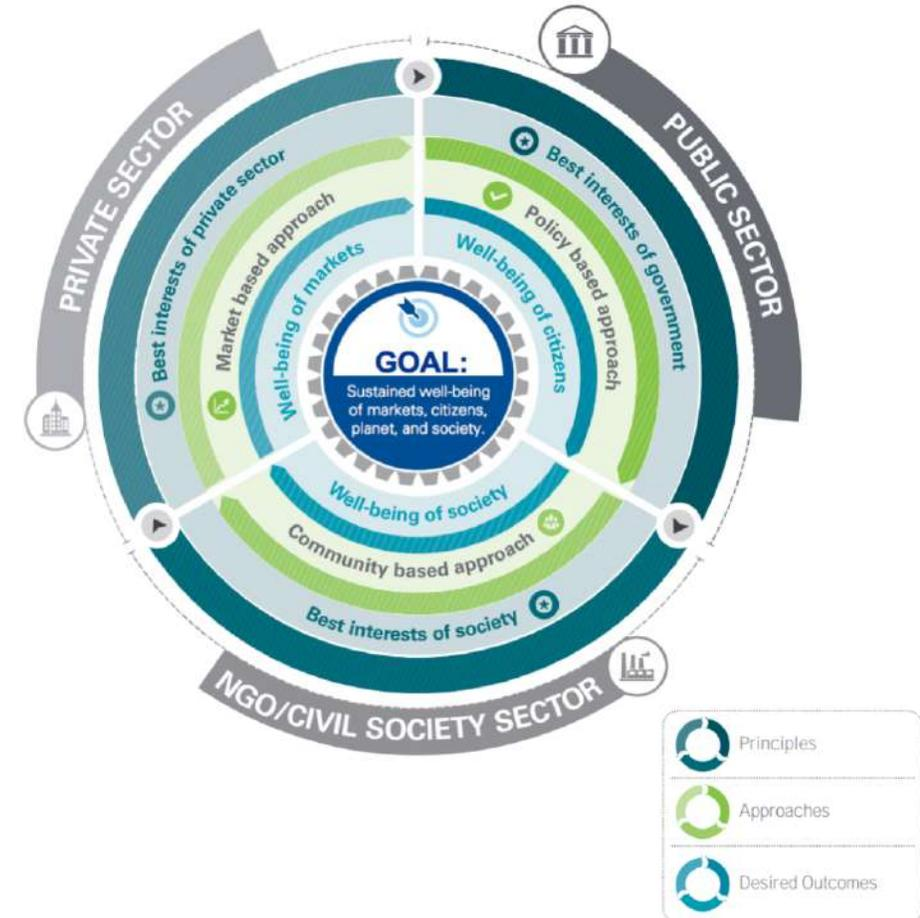 PRIVATE SECTOR
PUBLIC SECTOR
NGO/CIVIL SOCIETY SECTOR
Best interests of private sector
Best interests of government
Best interests of society
Market based approach
Policy based approach
Community based approach
Well-being of markets
Well-being of citizens
Well-being of society
GOAL:
Sustained well-being
of markets, citizens,
planet, and society.
Principles
Approaches
Desired Outcomes